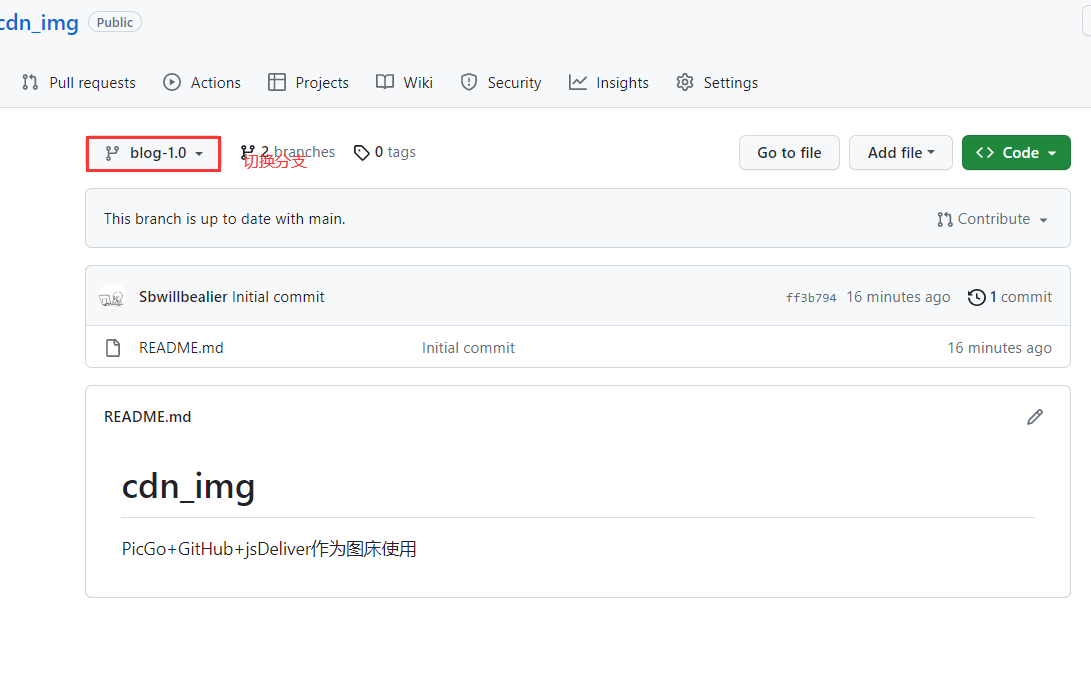 cdn_img Public
Pull requests Actions Projects Wiki Security Insights Settings
blog-1.0 2 branches 0 tags Go to file Add file Code
切换分支
This branch is up to date with main. Contribute
Sbwillbealier Initial commit ff3b794 16 minutes ago 1 commit
README.md Initial commit 16 minutes ago
README.md
cdn_img
PicGo+GitHub+jsDeliver作为图床使用